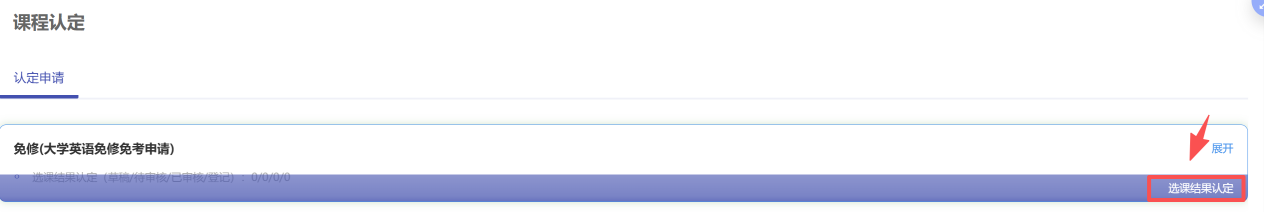 课程认定
认定申请
免修(大学英语免修免考申请)
展开
选课结果认定（草稿/待审核/已审核/登记）：0/0/0/0
选课结果认定